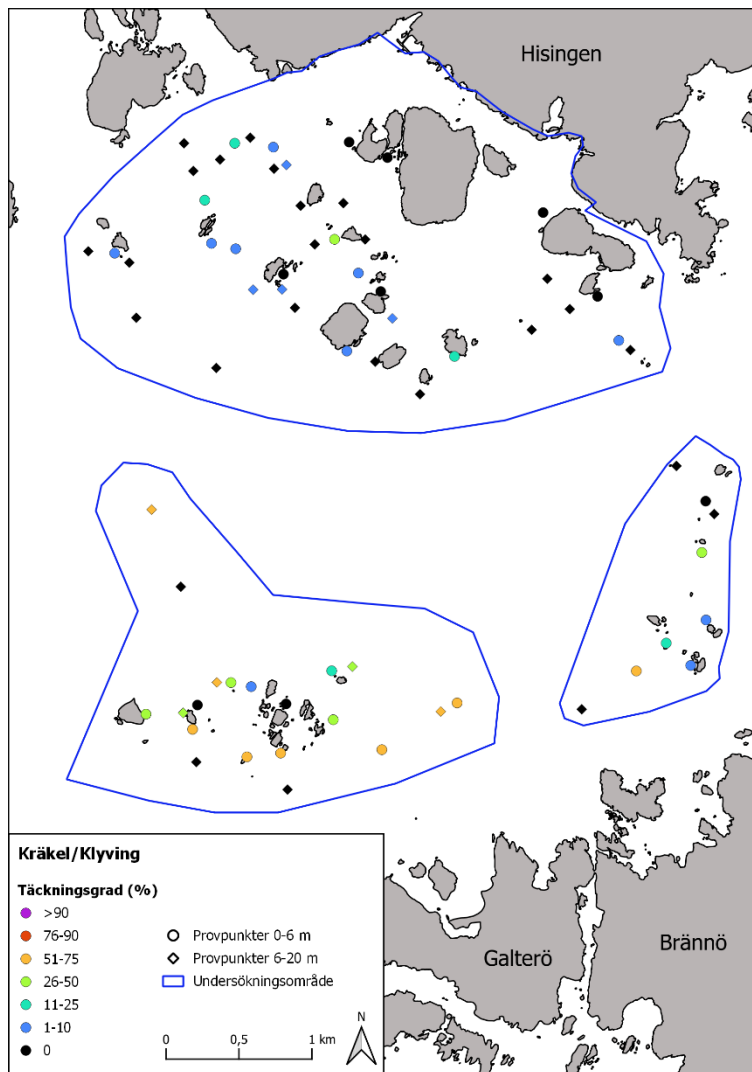 Hisingen
Kräkel/Klyving
Täckningsgrad (%)
>90
76-90
51-75
26-50
11-25
1-10
0
Provpunkter 0-6 m
Provpunkter 6-20 m
Undersökningsområde
N
0 0,5 1 km
Galterö
Brännö